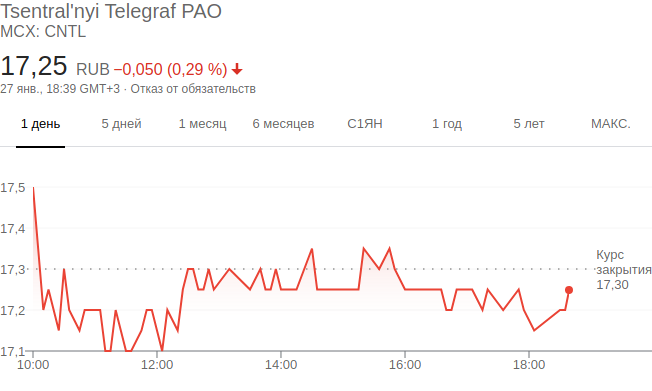 Tsentral'nyi Telegraf PAO
MCX: CNTL
17,25 RUB −0,050 (0,29 %)
27 янв., 18:39 GMT+3 · Отказ от обязательств
1 день 5 дней 1 месяц 6 месяцев С1ЯН 1 год 5 лет МАКС.
17,5
17,4
17,3
17,2
17,1
Курс
закрытия
17,30
10:00 12:00 14:00 16:00 18:00